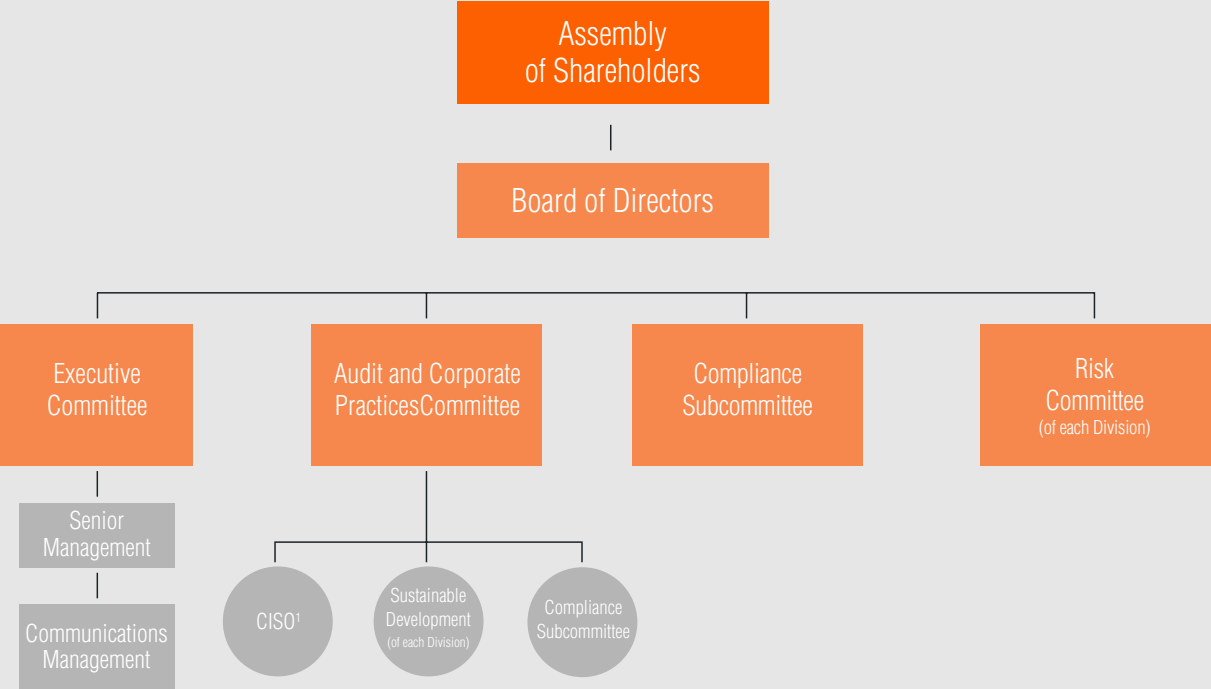 Assembly
of Shareholders
Board of Directors
Executive
Committee
Audit and Corporate
PracticesCommittee
Compliance
Subcommittee
Risk
Committee
(of each Division)
Senior
Management
Communications
Management
CISO¹
Sustainable
Development
(of each Division)
Compliance
Subcommittee